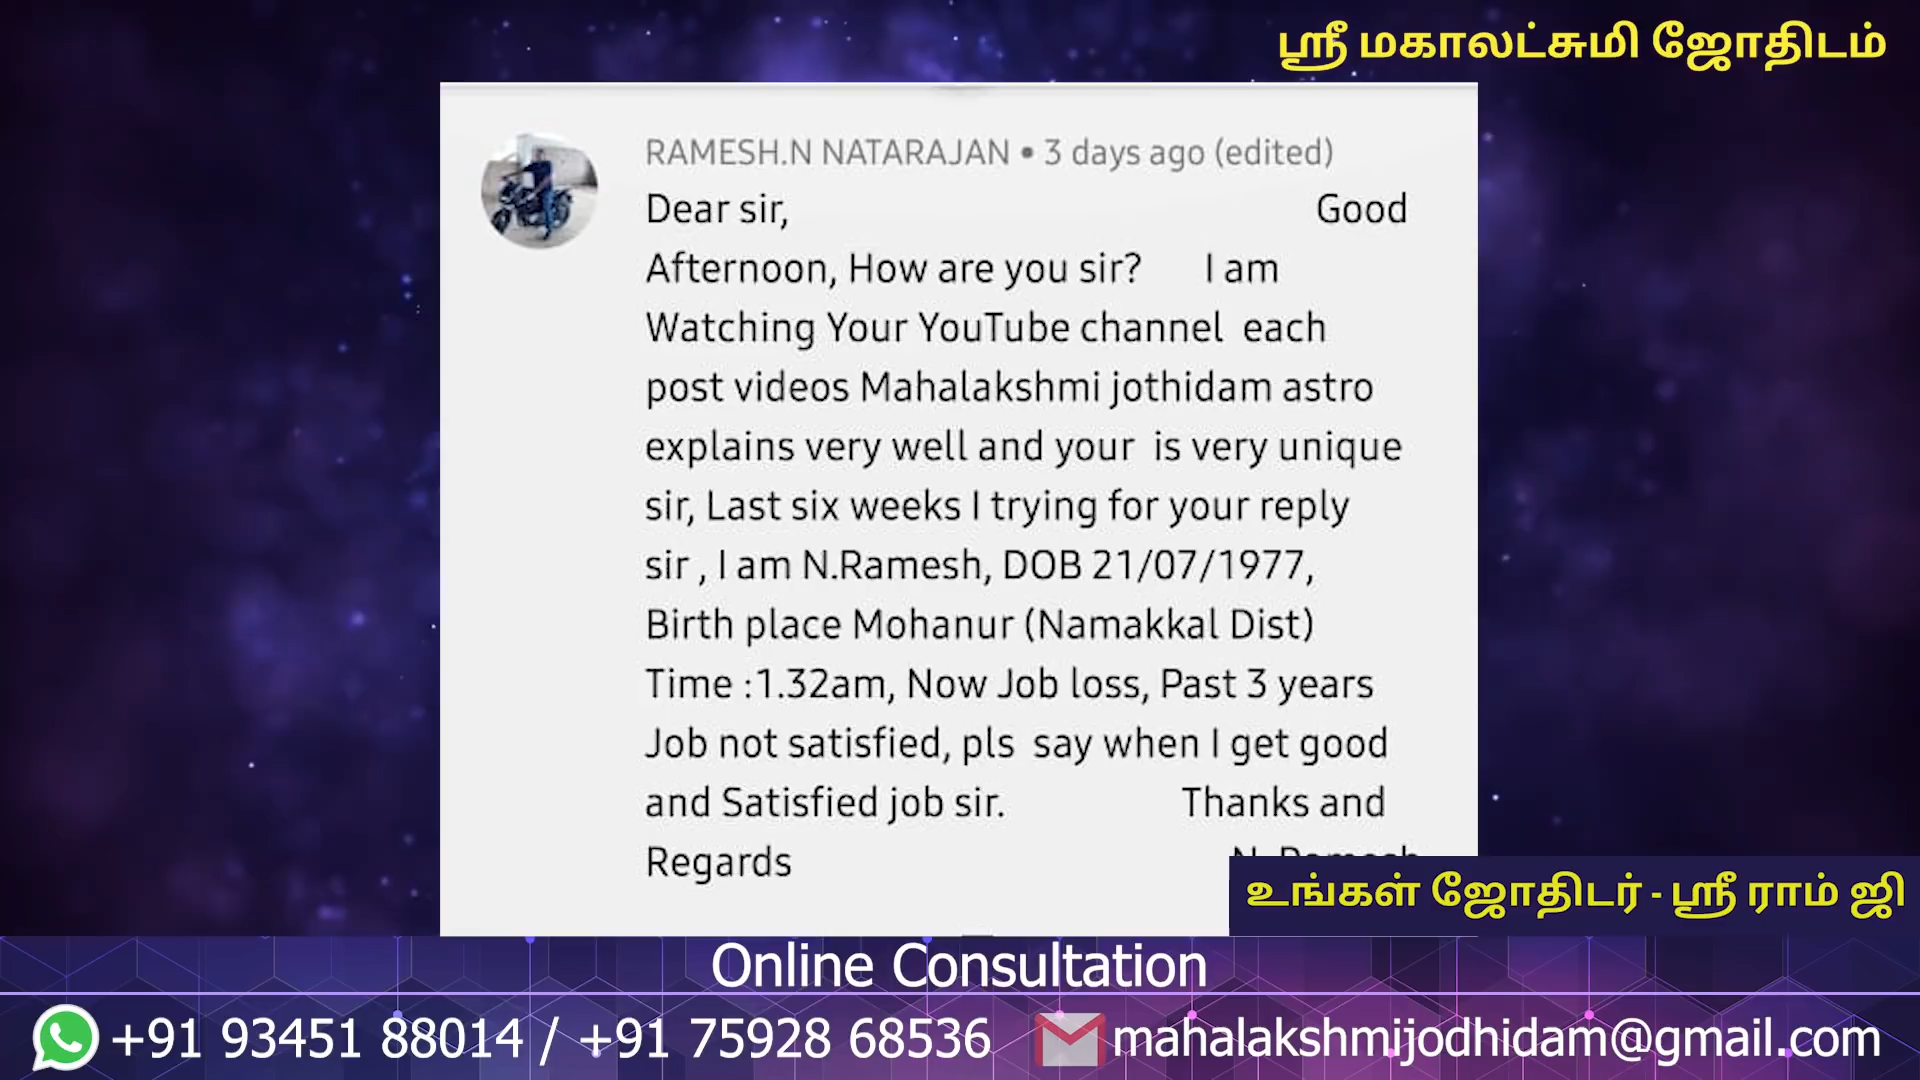 ஸ்ரீ மகாலட்சுமி ஜோதிடம்
RAMESH.N NATARAJAN • 3 days ago (edited)
Dear sir, Good
Afternoon, How are you sir? I am
Watching Your YouTube channel each
post videos Mahalakshmi jothidam astro
explains very well and your is very unique
sir, Last six weeks I trying for your reply
sir , I am N.Ramesh, DOB 21/07/1977,
Birth place Mohanur (Namakkal Dist)
Time :1.32am, Now Job loss, Past 3 years
Job not satisfied, pls say when I get good
and Satisfied job sir. Thanks and
Regards
உங்கள் ஜோதிடர் - ஸ்ரீ ராம் ஜி
Online Consultation
+91 93451 88014 / +91 75928 68536 mahalakshmijodhidam@gmail.com